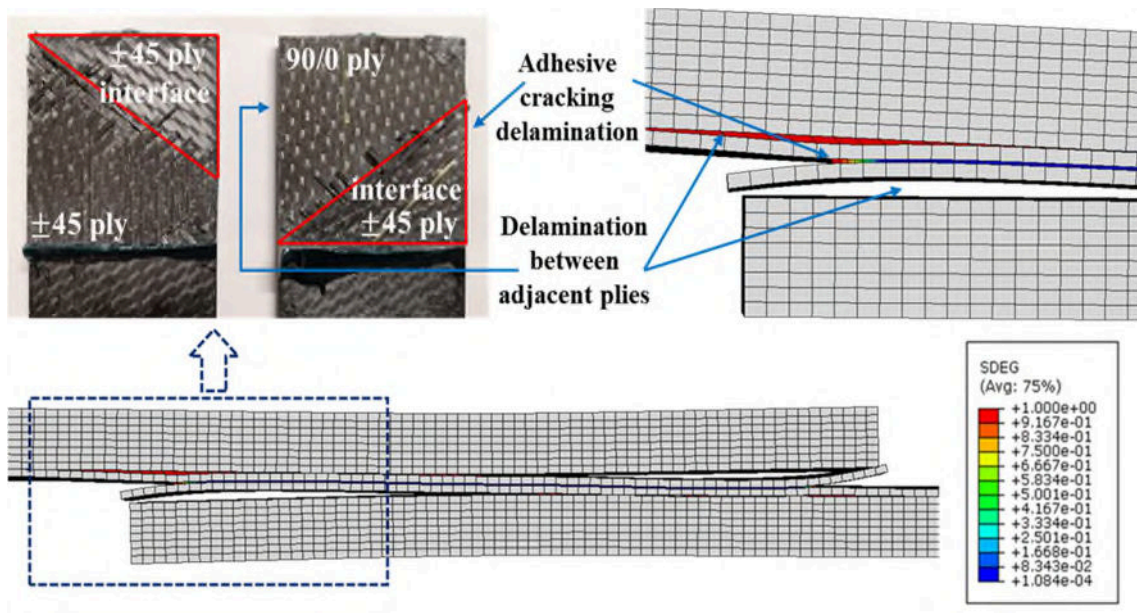 ±45 ply
interface
±45 ply
90/0 ply
interface
±45 ply
Adhesive
cracking
delamination
Delamination
between
adjacent plies
SDEG
(Avg: 75%)
+1.000e+00
+9.167e-01
+8.334e-01
+7.500e-01
+6.667e-01
+5.834e-01
+5.001e-01
+4.167e-01
+3.334e-01
+2.501e-01
+1.668e-01
+8.343e-02
+1.084e-04